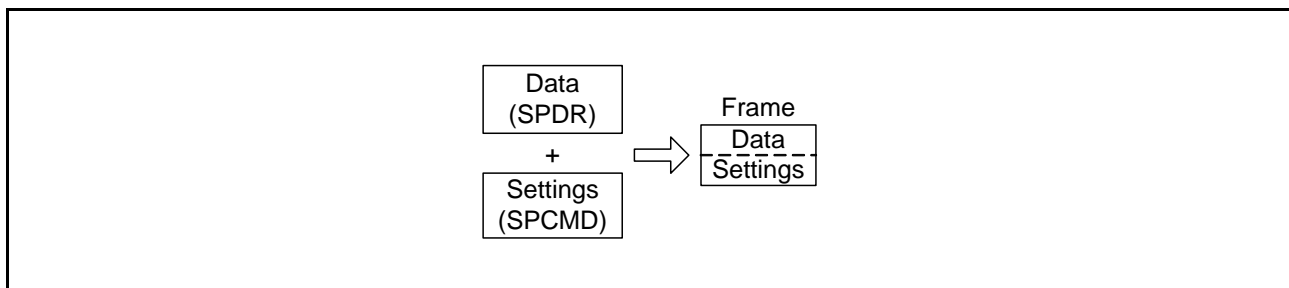 Data
(SPDR)
+
Settings
(SPCMD)
Frame
Data
Settings